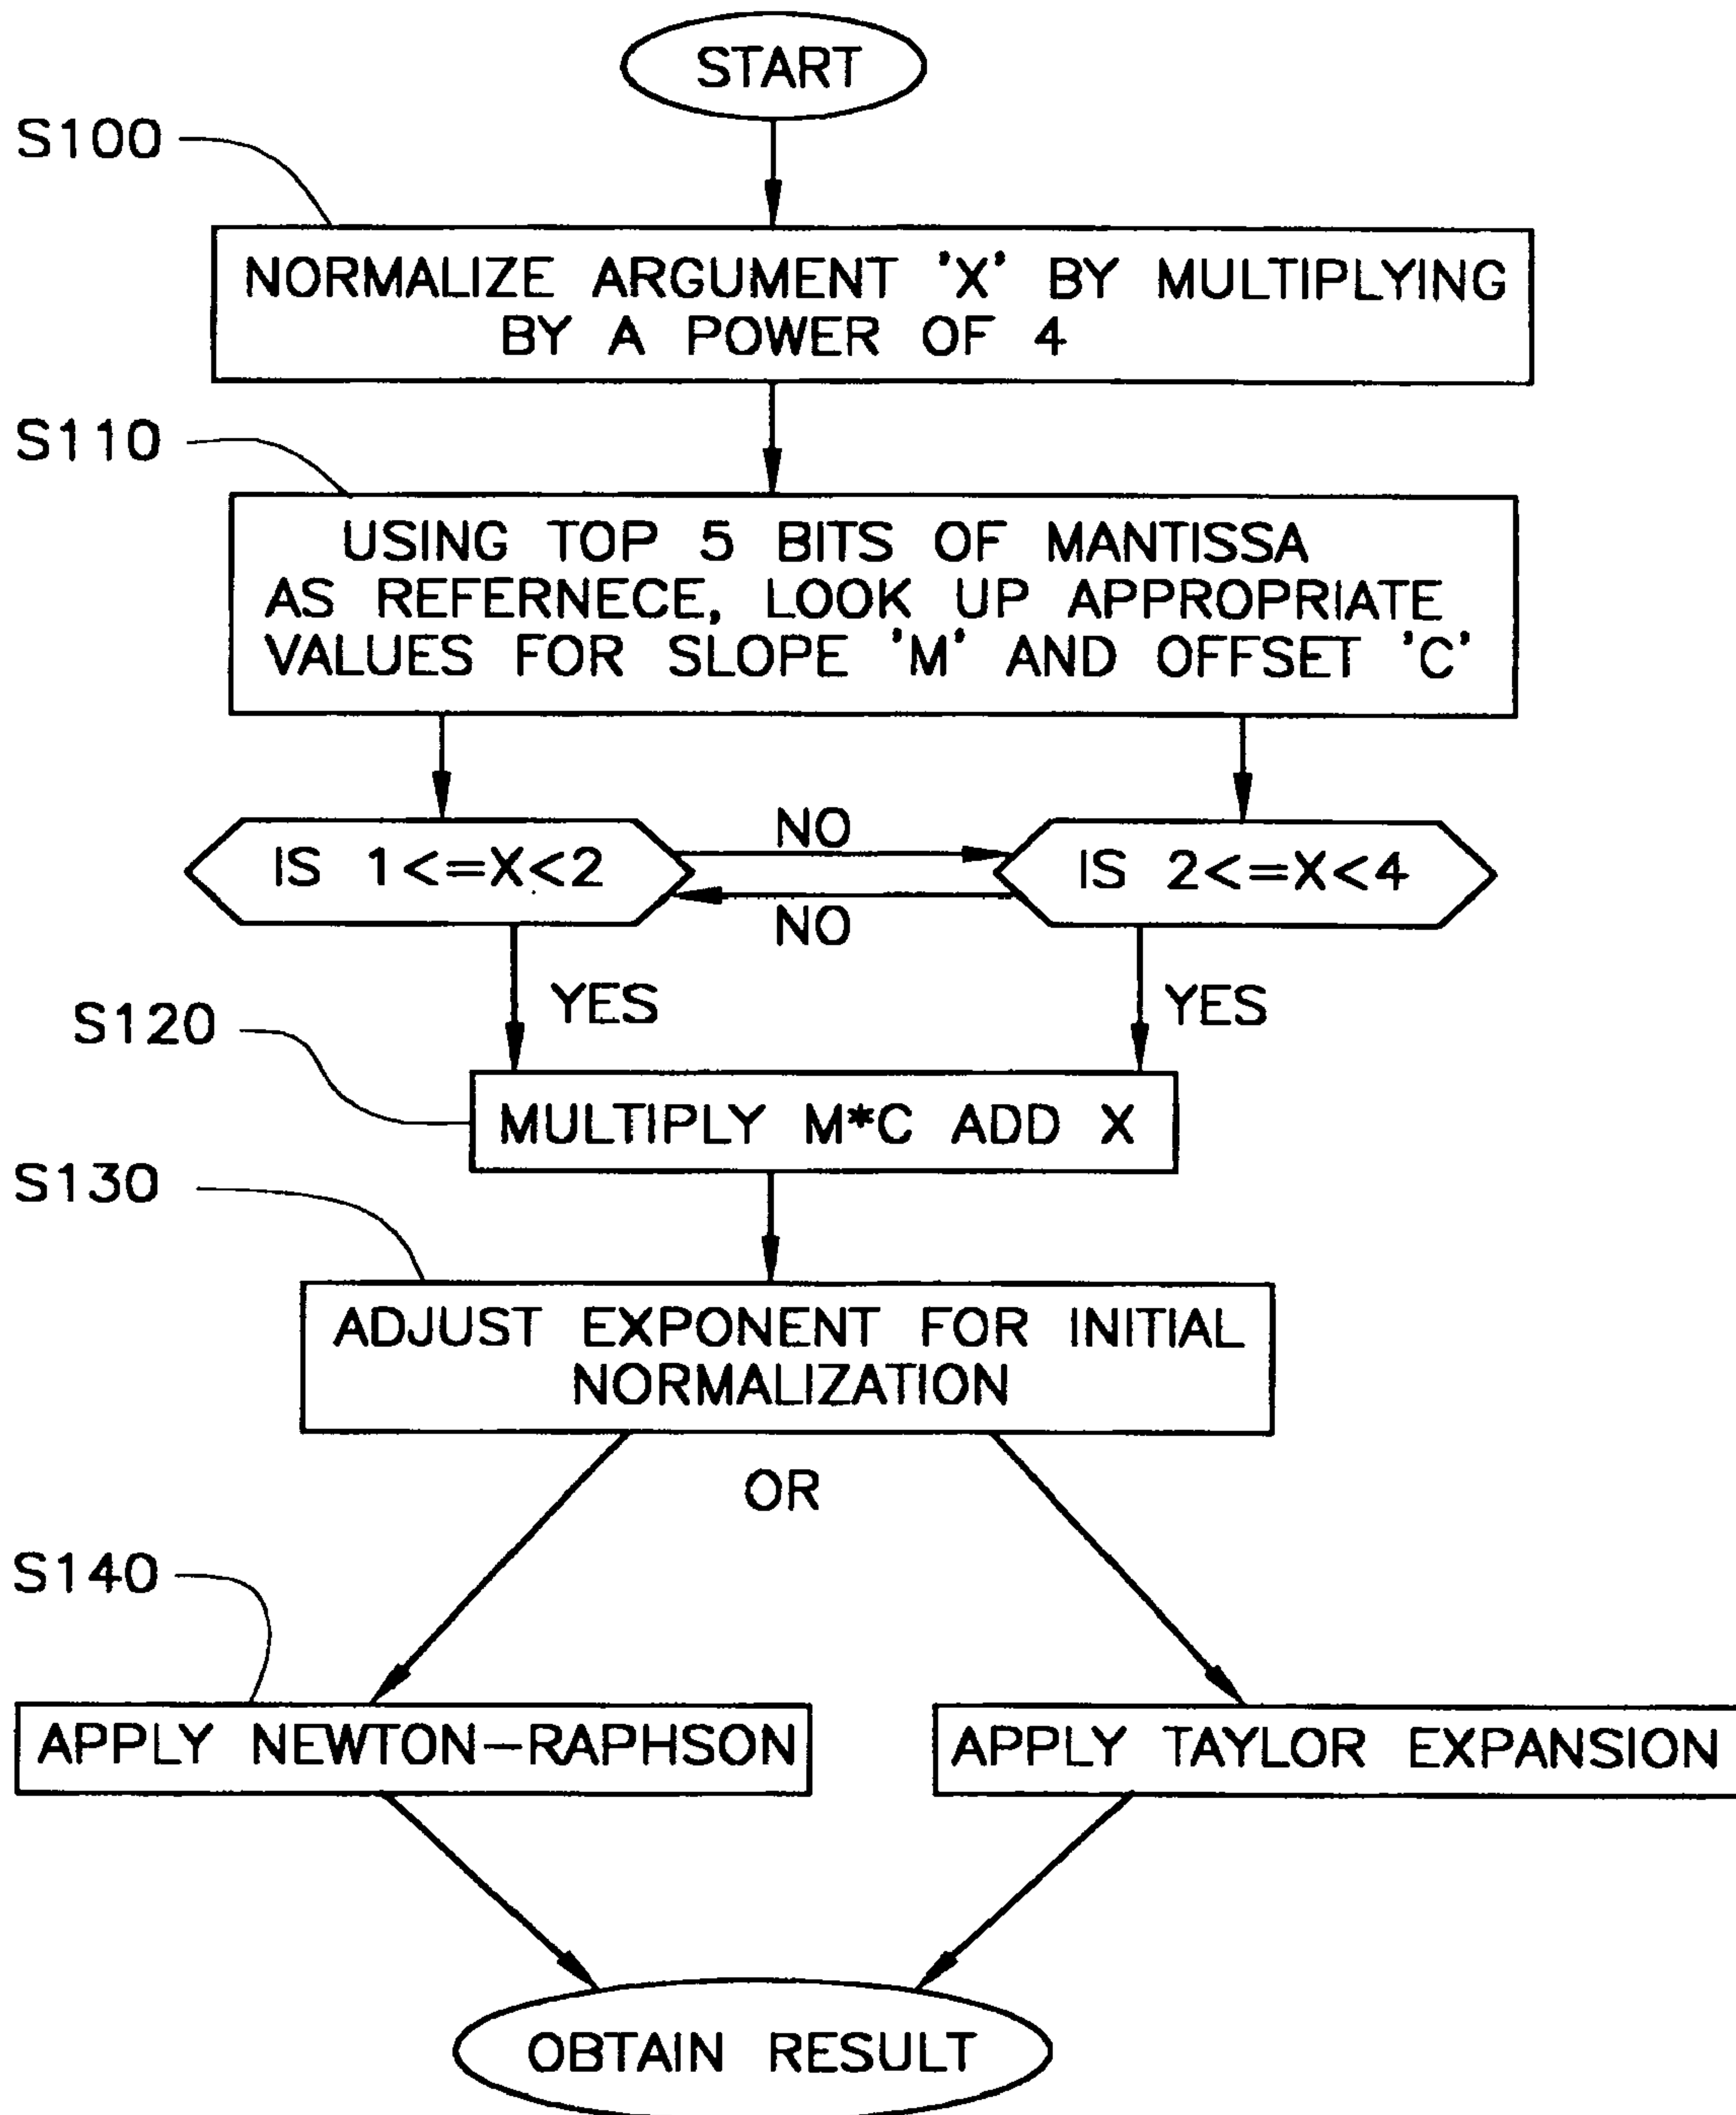 START
S100
NORMALIZE ARGUMENT 'X' BY MULTIPLYING
BY A POWER OF 4
S110
USING TOP 5 BITS OF MANTISSA
AS REFERNECE, LOOK UP APPROPRIATE
VALUES FOR SLOPE 'M' AND OFFSET 'C'
IS 1<=X<2
NO
NO
IS 2<=X<4
YES
YES
S120
MULTIPLY M*C ADD X
S130
ADJUST EXPONENT FOR INITIAL
NORMALIZATION
OR
S140
APPLY NEWTON-RAPHSON
APPLY TAYLOR EXPANSION
OBTAIN RESULT